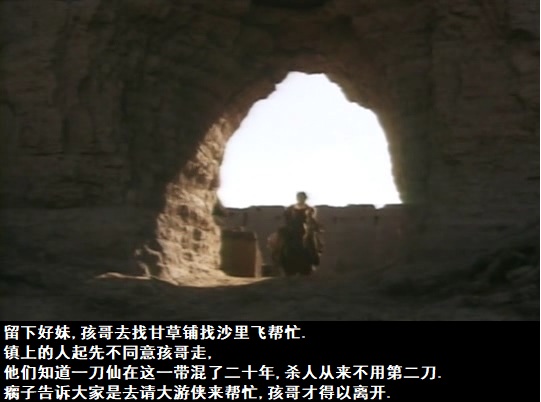 留下好妹,孩哥去找甘草铺找沙里飞帮忙.
镇上的人起先不同意孩哥走,
他们知道一刀仙在这一带混了二十年,杀人从来不用第二刀.
瘸子告诉大家是去请大游侠来帮忙,孩哥才得以离开.